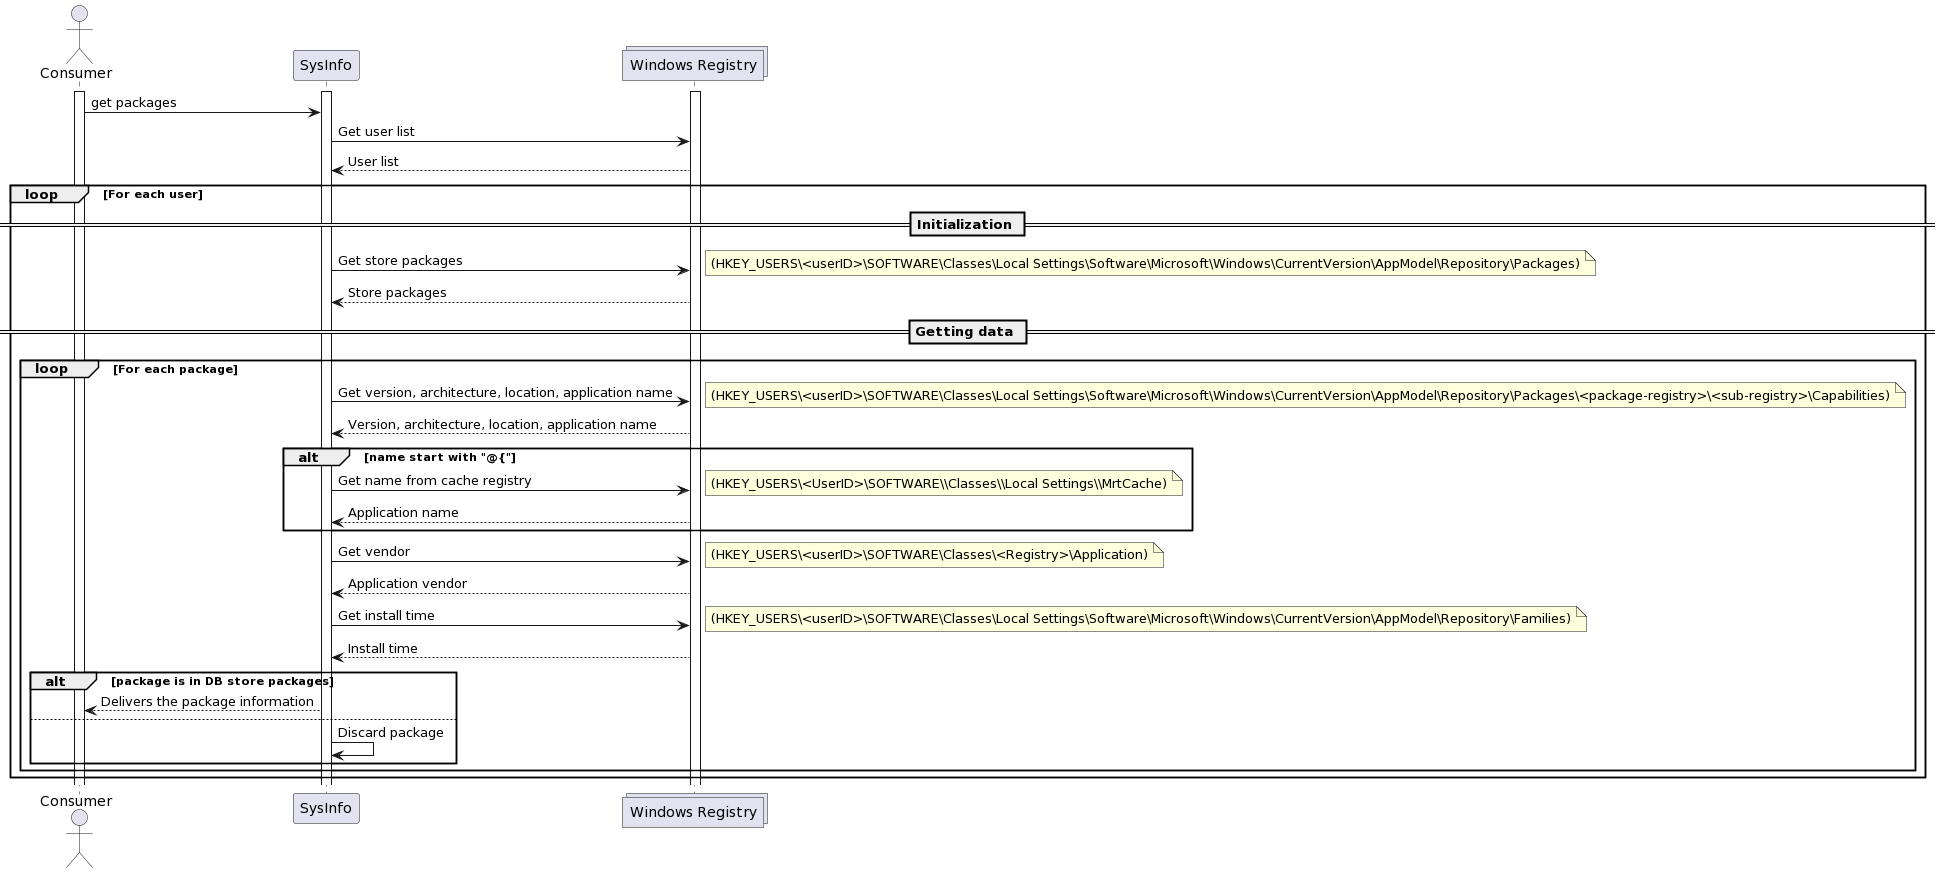 Consumer
SysInfo
Windows Registry
get packages
Get user list
User list
loop [For each user]
Initialization
Get store packages
(HKEY_USERS\<userID>\SOFTWARE\Classes\Local Settings\Software\Microsoft\Windows\CurrentVersion\AppModel\Repository\Packages)
Store packages
Getting data
loop [For each package]
Get version, architecture, location, application name
(HKEY_USERS\<userID>\SOFTWARE\Classes\Local Settings\Software\Microsoft\Windows\CurrentVersion\AppModel\Repository\Packages\<package-registry>\<sub-registry>\Capabilities)
Version, architecture, location, application name
alt [name start with "@{"]
Get name from cache registry
(HKEY_USERS\<UserID>\SOFTWARE\\Classes\\Local Settings\\MrtCache)
Application name
Get vendor
(HKEY_USERS\<userID>\SOFTWARE\Classes\<Registry>\Application)
Application vendor
Get install time
(HKEY_USERS\<userID>\SOFTWARE\Classes\Local Settings\Software\Microsoft\Windows\CurrentVersion\AppModel\Repository\Families)
Install time
alt [package is in DB store packages]
Delivers the package information
Discard package
Consumer
SysInfo
Windows Registry